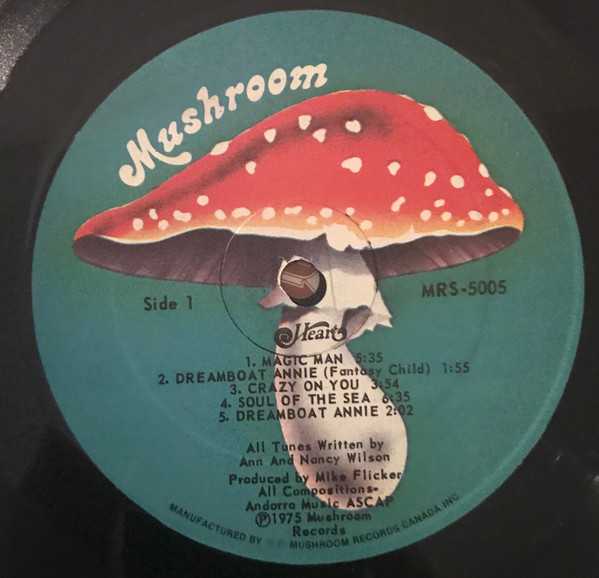 Mushroom
Side 1
MRS-5005
Heart
1. MAGIC MAN 5:35
2. DREAMBOAT ANNIE (Fantasy Child) 1:55
3. CRAZY ON YOU 3:54
4. SOUL OF THE SEA 6:35
5. DREAMBOAT ANNIE 2:02
All Tunes Written by
Ann And Nancy Wilson
Produced by Mike Flicker
All Compositions-
Andorra Music ASCAP
Ⓟ1975 Mushroom
Records
MANUFACTURED BY MUSHROOM RECORDS CANADA INC